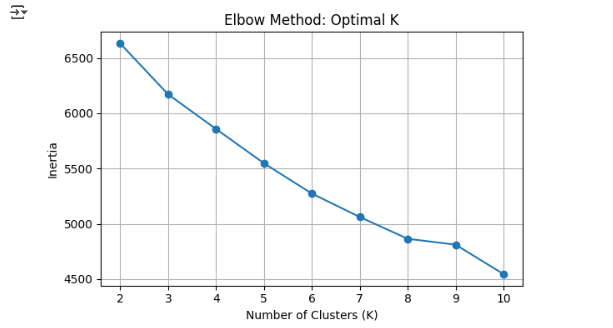 Elbow Method: Optimal K
6500
6000
5500
5000
4500
Inertia
2 3 4 5 6 7 8 9 10
Number of Clusters (K)